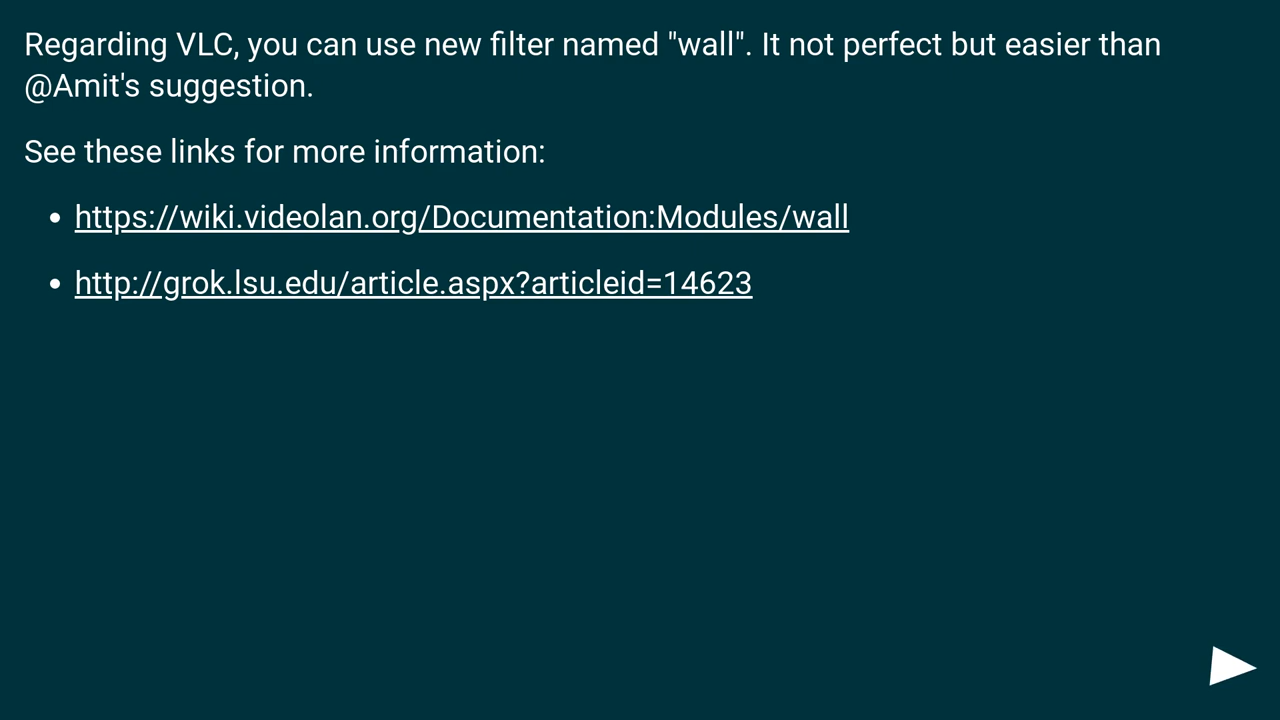 Regarding VLC, you can use new filter named "wall". It not perfect but easier than
@Amit's suggestion.
See these links for more information:
• https://wiki.videolan.org/Documentation:Modules/wall
• http://grok.lsu.edu/article.aspx?articleid=14623